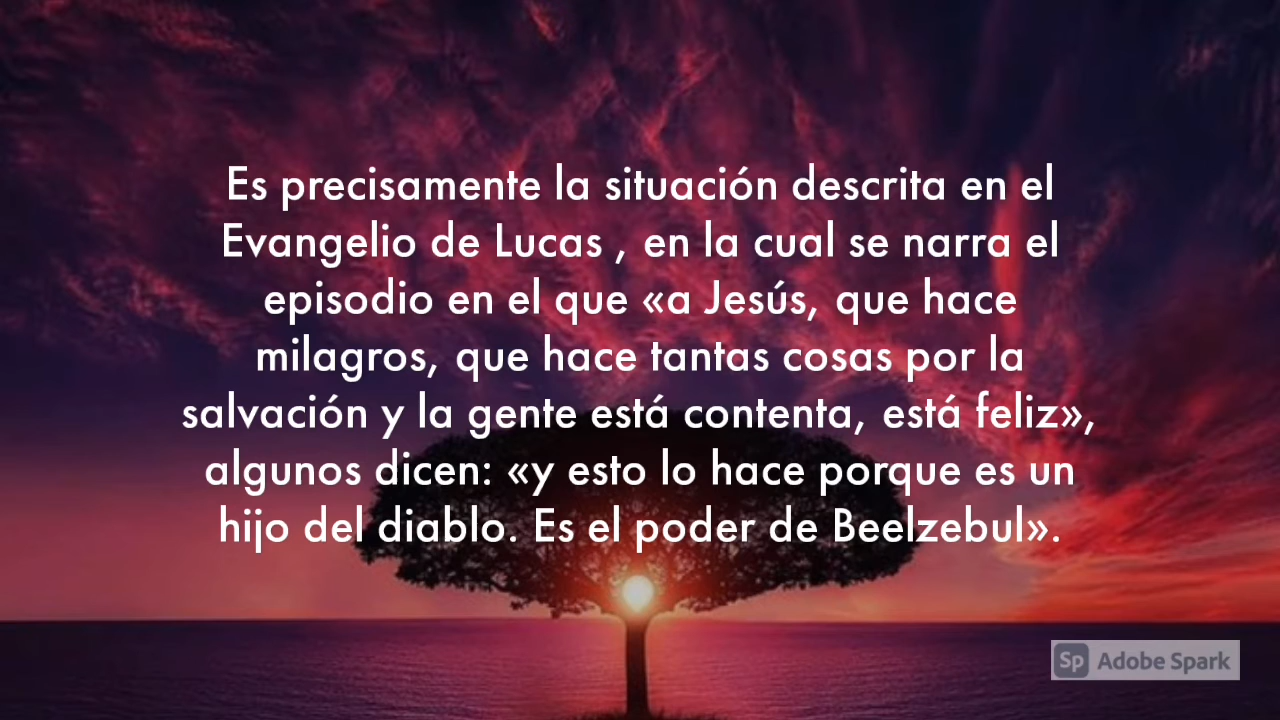 Es precisamente la situación descrita en el
Evangelio de Lucas , en la cual se narra el
episodio en el que «a Jesús, que hace
milagros, que hace tantas cosas por la
salvación y la gente está contenta, está feliz»,
algunos dicen: «y esto lo hace porque es un
hijo del diablo. Es el poder de Beelzebul».
Sp Adobe Spark